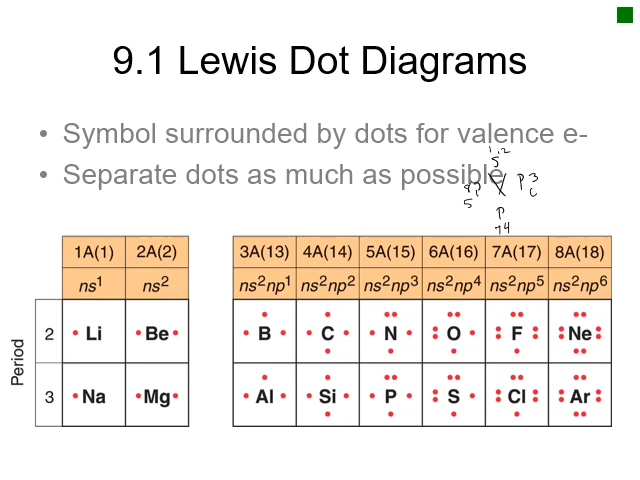 9.1 Lewis Dot Diagrams
• Symbol surrounded by dots for valence e-
• Separate dots as much as possible
1A(1) 2A(2) 3A(13) 4A(14) 5A(15) 6A(16) 7A(17) 8A(18)
ns¹ ns² ns²np¹ ns²np² ns²np³ ns²np⁴ ns²np⁵ ns²np⁶
Period
2 Li Be B C N O F Ne
3 Na Mg Al Si P S Cl Ar